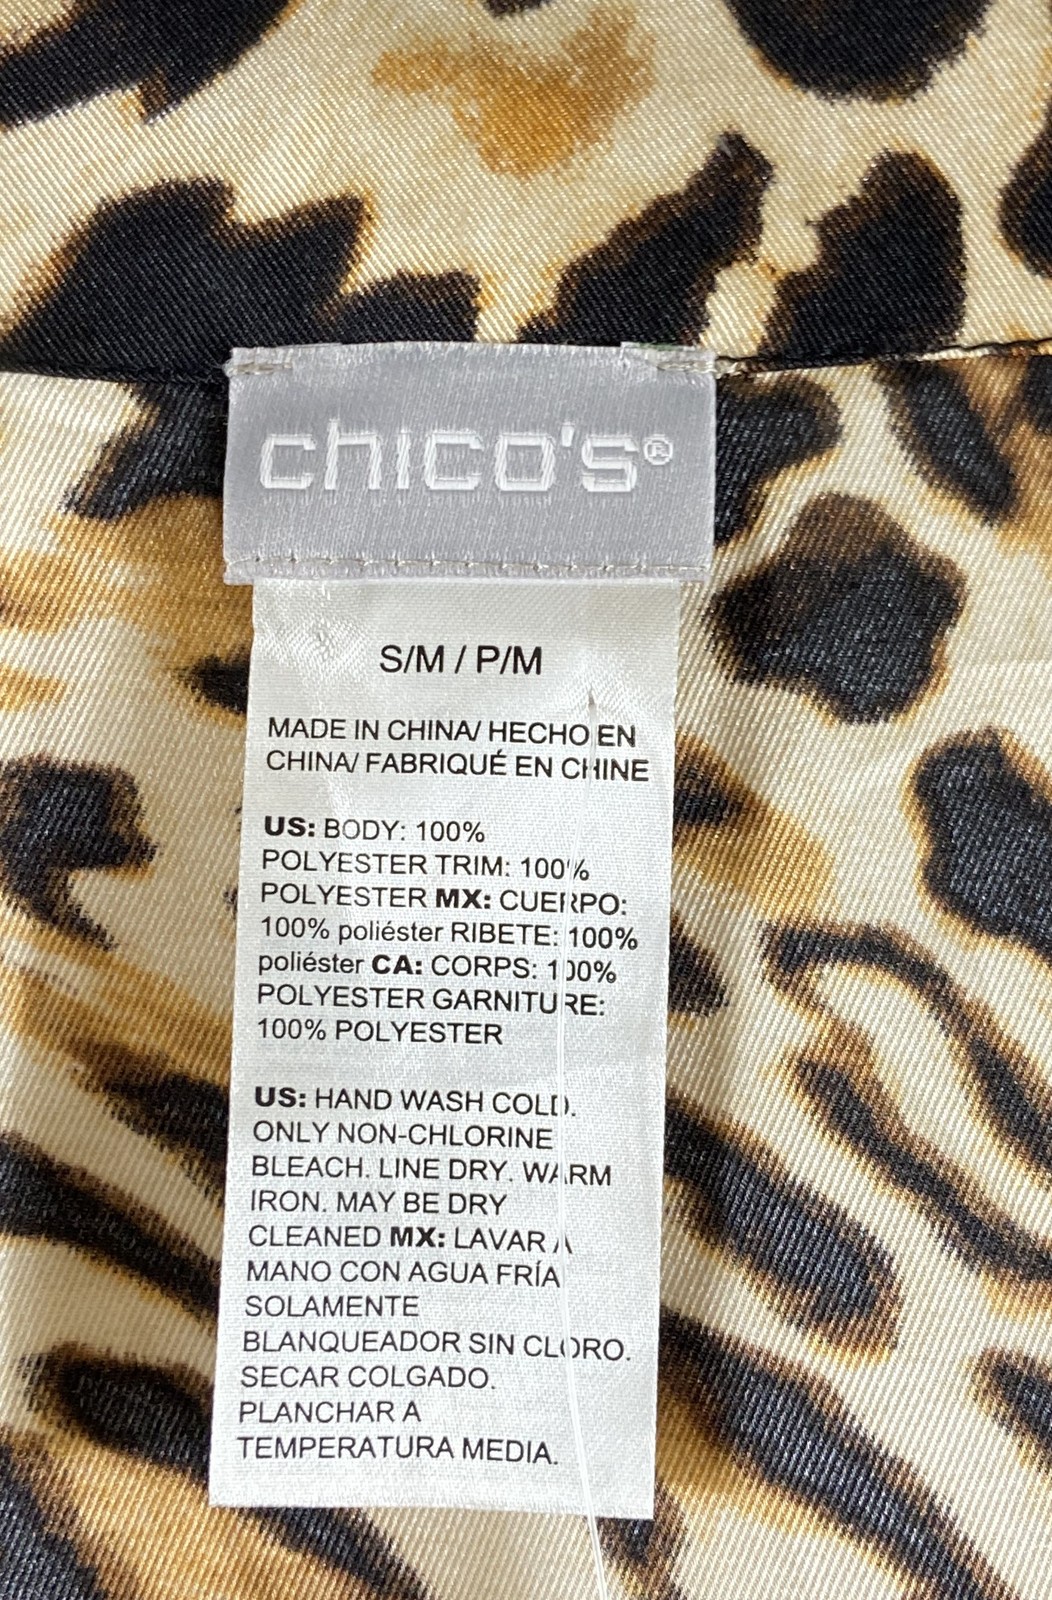 chico's®
S/M / P/M
MADE IN CHINA/ HECHO EN
CHINA/ FABRIQUÉ EN CHINE
US: BODY: 100%
POLYESTER TRIM: 100%
POLYESTER MX: CUERPO:
100% poliéster RIBETE: 100%
poliéster CA: CORPS: 100%
POLYESTER GARNITURE:
100% POLYESTER
US: HAND WASH COLD.
ONLY NON-CHLORINE
BLEACH. LINE DRY. WARM
IRON. MAY BE DRY
CLEANED MX: LAVAR A
MANO CON AGUA FRÍA
SOLAMENTE
BLANQUEADOR SIN CLORO.
SECAR COLGADO.
PLANCHAR A
TEMPERATURA MEDIA.